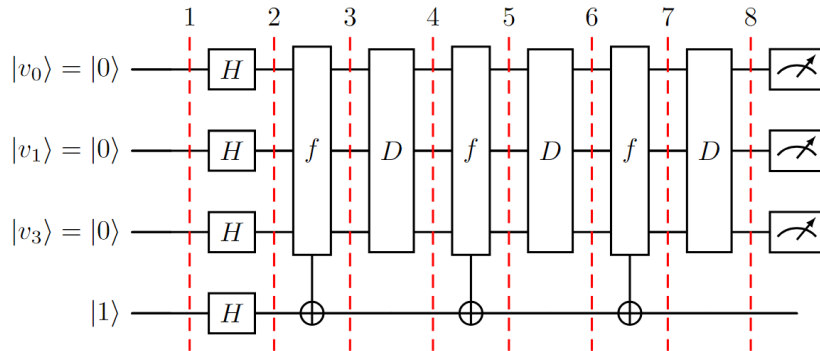 1 2 3 4 5 6 7 8
|v₀⟩ = |0⟩ H
|v₁⟩ = |0⟩ H f D f D f D
|v₃⟩ = |0⟩ H
|1⟩ H